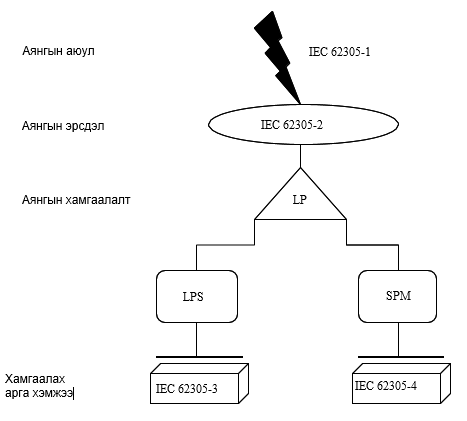 Аянгын аюул
IEC 62305-1
Аянгын эрсдэл
IEC 62305-2
Аянгын хамгаалалт
LP
LPS
SPM
Хамгаалах
арга хэмжээ
IEC 62305-3
IEC 62305-4